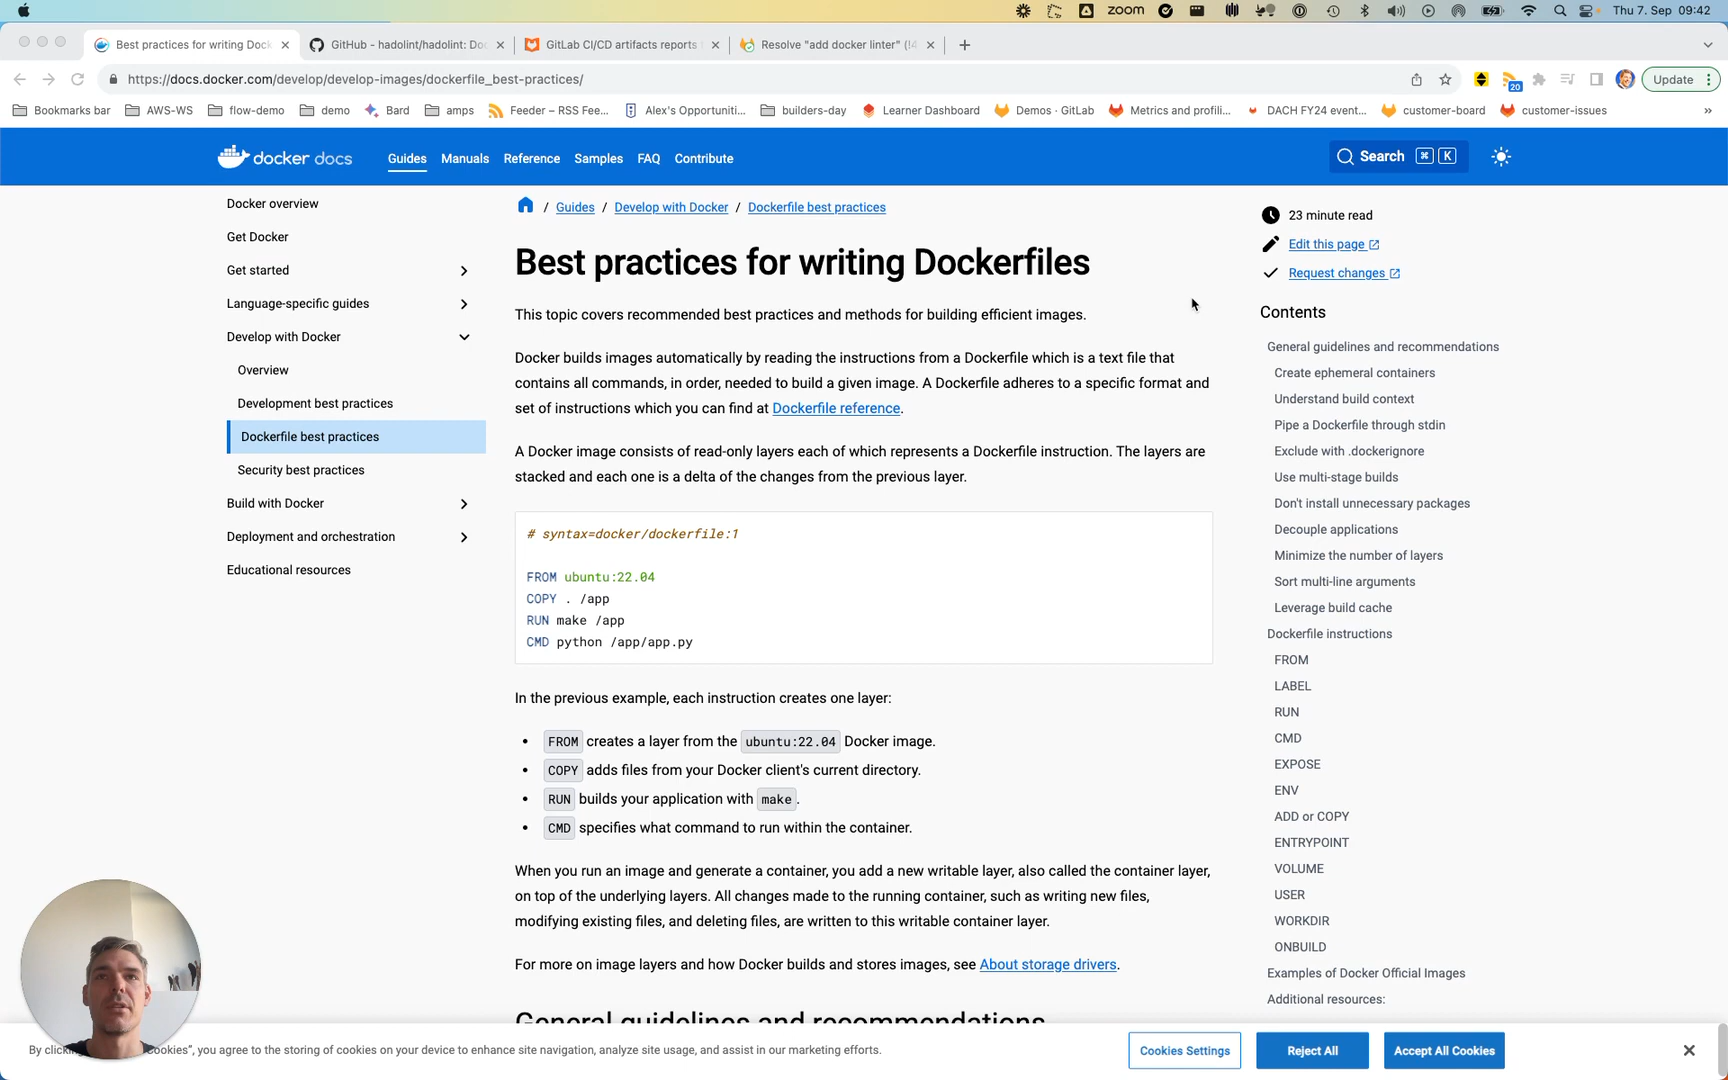 zoom
20
Thu 7. Sep 09:42
Best practices for writing Dock
GitHub - hadolint/hadolint: Doc
GitLab CI/CD artifacts reports
Resolve "add docker linter" (!4
https://docs.docker.com/develop/develop-images/dockerfile_best-practices/
Update
Bookmarks bar
AWS-WS
flow-demo
demo
Bard
amps
Feeder – RSS Fee...
Alex's Opportuniti...
builders-day
Learner Dashboard
Demos · GitLab
Metrics and profili...
DACH FY24 event...
customer-board
customer-issues
»
docker docs
Guides
Manuals
Reference
Samples
FAQ
Contribute
Search ⌘ K
Docker overview
Get Docker
Get started
Language-specific guides
Develop with Docker
Overview
Development best practices
Dockerfile best practices
Security best practices
Build with Docker
Deployment and orchestration
Educational resources
/ Guides / Develop with Docker / Dockerfile best practices
Best practices for writing Dockerfiles
This topic covers recommended best practices and methods for building efficient images.
Docker builds images automatically by reading the instructions from a Dockerfile which is a text file that
contains all commands, in order, needed to build a given image. A Dockerfile adheres to a specific format and
set of instructions which you can find at Dockerfile reference.
A Docker image consists of read-only layers each of which represents a Dockerfile instruction. The layers are
stacked and each one is a delta of the changes from the previous layer.
# syntax=docker/dockerfile:1
FROM ubuntu:22.04
COPY . /app
RUN make /app
CMD python /app/app.py
In the previous example, each instruction creates one layer:
• FROM creates a layer from the ubuntu:22.04 Docker image.
• COPY adds files from your Docker client's current directory.
• RUN builds your application with make.
• CMD specifies what command to run within the container.
When you run an image and generate a container, you add a new writable layer, also called the container layer,
on top of the underlying layers. All changes made to the running container, such as writing new files,
modifying existing files, and deleting files, are written to this writable container layer.
For more on image layers and how Docker builds and stores images, see About storage drivers.
General guidelines and recommendations
23 minute read
Edit this page
Request changes
Contents
General guidelines and recommendations
Create ephemeral containers
Understand build context
Pipe a Dockerfile through stdin
Exclude with .dockerignore
Use multi-stage builds
Don't install unnecessary packages
Decouple applications
Minimize the number of layers
Sort multi-line arguments
Leverage build cache
Dockerfile instructions
FROM
LABEL
RUN
CMD
EXPOSE
ENV
ADD or COPY
ENTRYPOINT
VOLUME
USER
WORKDIR
ONBUILD
Examples of Docker Official Images
Additional resources:
By click Cookies", you agree to the storing of cookies on your device to enhance site navigation, analyze site usage, and assist in our marketing efforts.
Cookies Settings
Reject All
Accept All Cookies